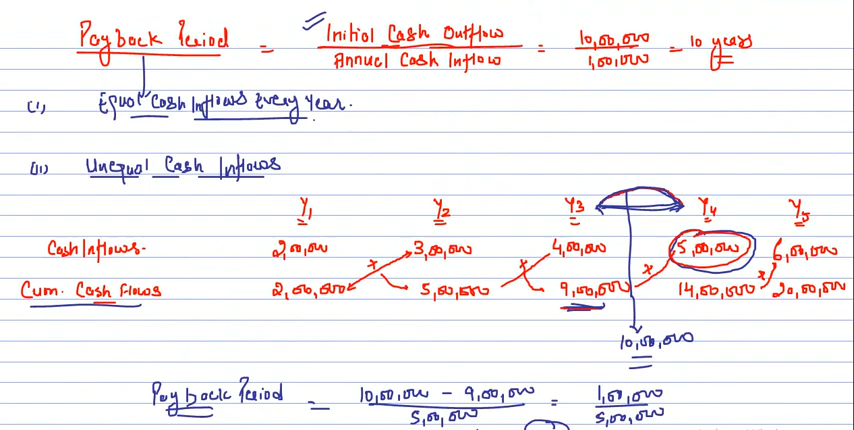 Payback Period = Initial Cash Outflow / Annual Cash Inflow = 10,00,000 / 1,00,000 = 10 years
(i) Equal Cash Inflows Every Year.
(ii) Unequal Cash Inflows
Y1 Y2 Y3 Y4 Y5
Cash Inflows. 2,00,000 3,00,000 4,00,000 5,00,000 6,00,000
Cum. Cash Flows 2,00,000 5,00,000 9,00,000 14,00,000 20,00,000
10,00,000
Payback Period = 10,00,000 - 9,00,000 / 5,00,000 = 1,00,000 / 5,00,000